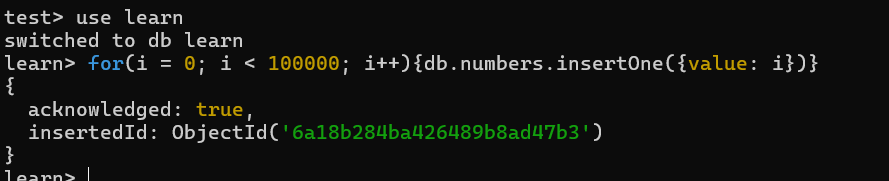 test> use learn
switched to db learn
learn> for(i = 0; i < 100000; i++){db.numbers.insertOne({value: i})}
{
  acknowledged: true,
  insertedId: ObjectId('6a18b284ba426489b8ad47b3')
}
learn>